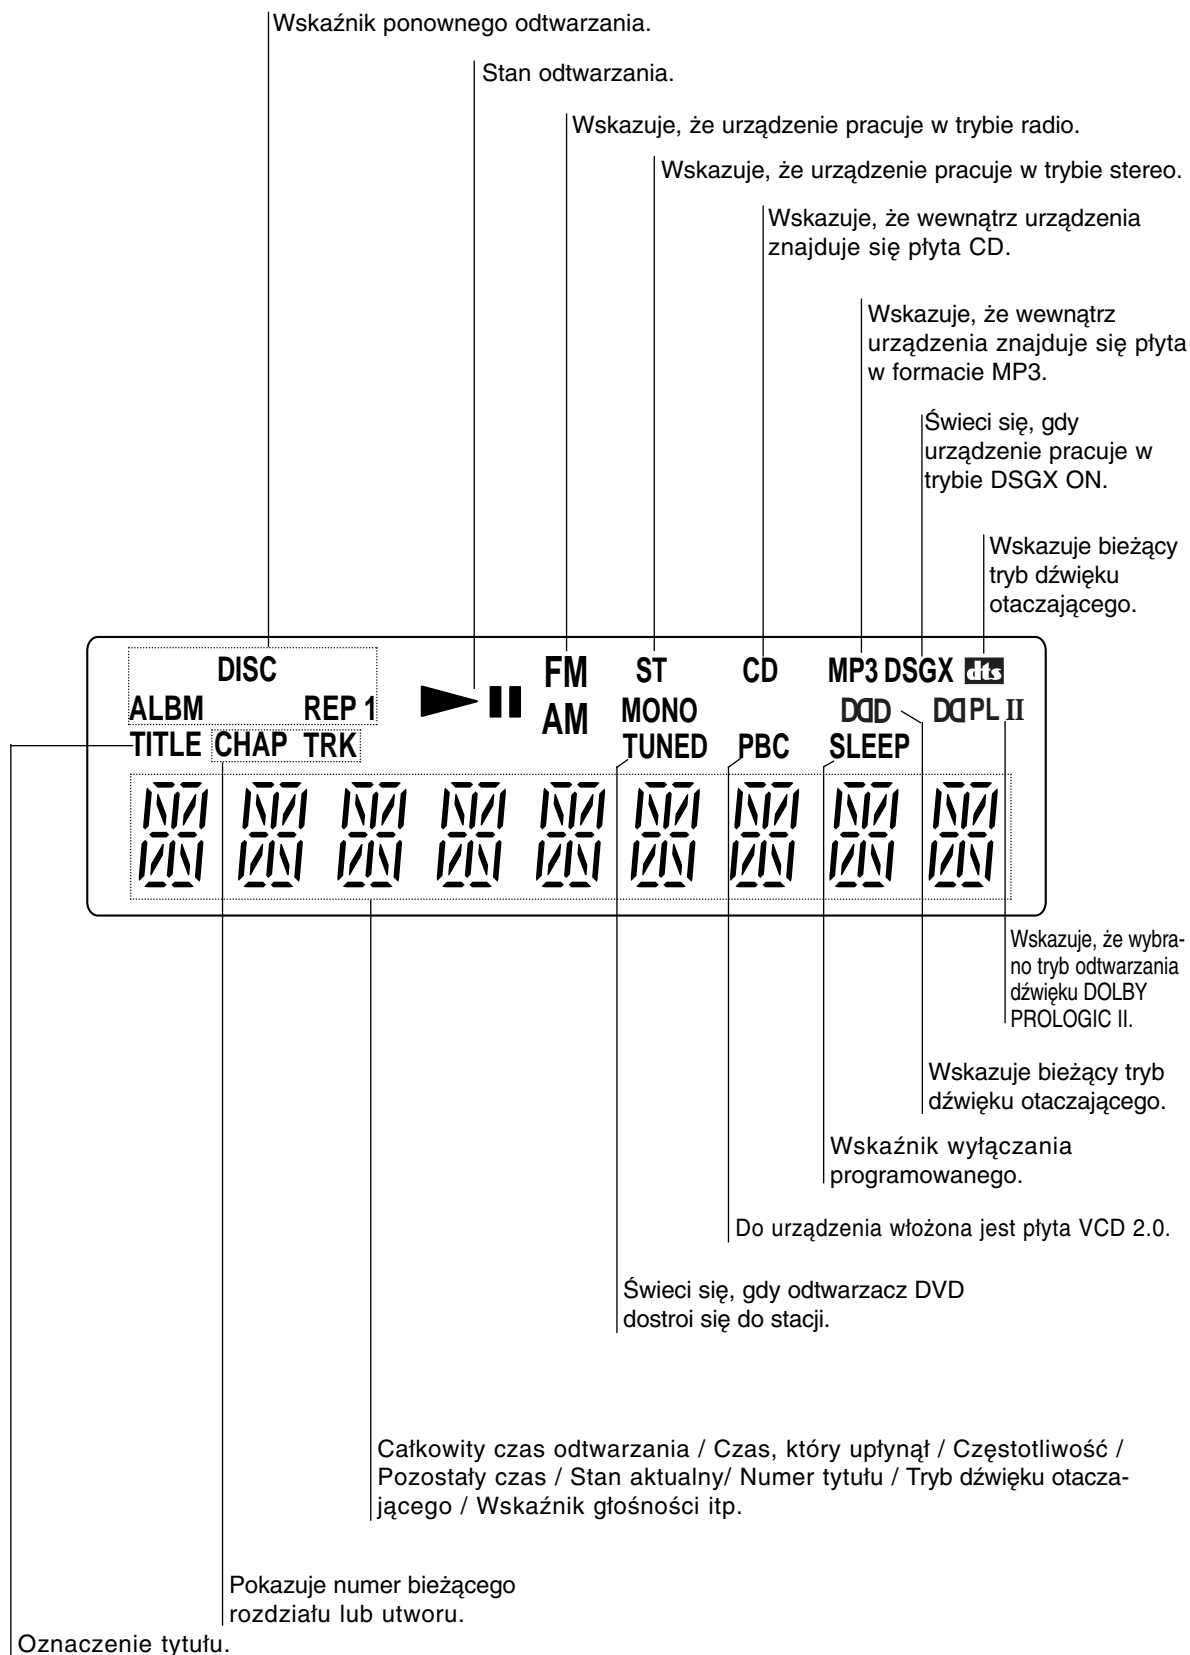 Wskaźnik ponownego odtwarzania.
Stan odtwarzania.
Wskazuje, że urządzenie pracuje w trybie radio.
Wskazuje, że urządzenie pracuje w trybie stereo.
Wskazuje, że wewnątrz urządzenia
znajduje się płyta CD.
Wskazuje, że wewnątrz
urządzenia znajduje się płyta
w formacie MP3.
Świeci się, gdy
urządzenie pracuje w
trybie DSGX ON.
Wskazuje bieżący
tryb dźwięku
otaczającego.
DISC FM ST CD MP3 DSGX dts
ALBM REP 1 AM MONO D PL II
TITLE CHAP TRK TUNED PBC SLEEP
Wskazuje, że wybra-
no tryb odtwarzania
dźwięku DOLBY
PROLOGIC II.
Wskazuje bieżący tryb
dźwięku otaczającego.
Wskaźnik wyłączania
programowanego.
Do urządzenia włożona jest płyta VCD 2.0.
Świeci się, gdy odtwarzacz DVD
dostroi się do stacji.
Całkowity czas odtwarzania / Czas, który upłynął / Częstotliwość /
Pozostały czas / Stan aktualny/ Numer tytułu / Tryb dźwięku otacza-
jącego / Wskaźnik głośności itp.
Pokazuje numer bieżącego
rozdziału lub utworu.
Oznaczenie tytułu.